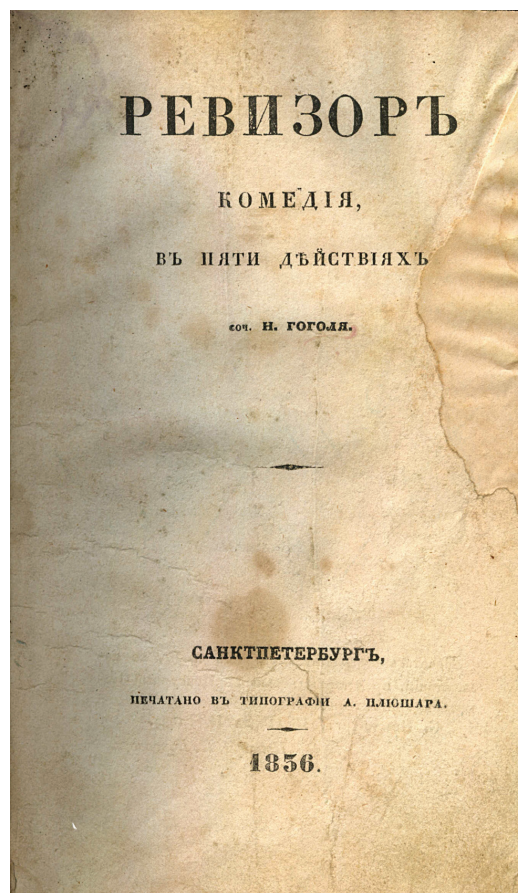 РЕВИЗОРЪ
КОМЕДІЯ,
ВЪ ПЯТИ ДѢЙСТВІЯХЪ
соч. Н. ГОГОЛЯ.
САНКТПЕТЕРБУРГЪ,
ПЕЧАТАНО ВЪ ТИПОГРАФІИ А. ПЛЮШАРА.
1836.